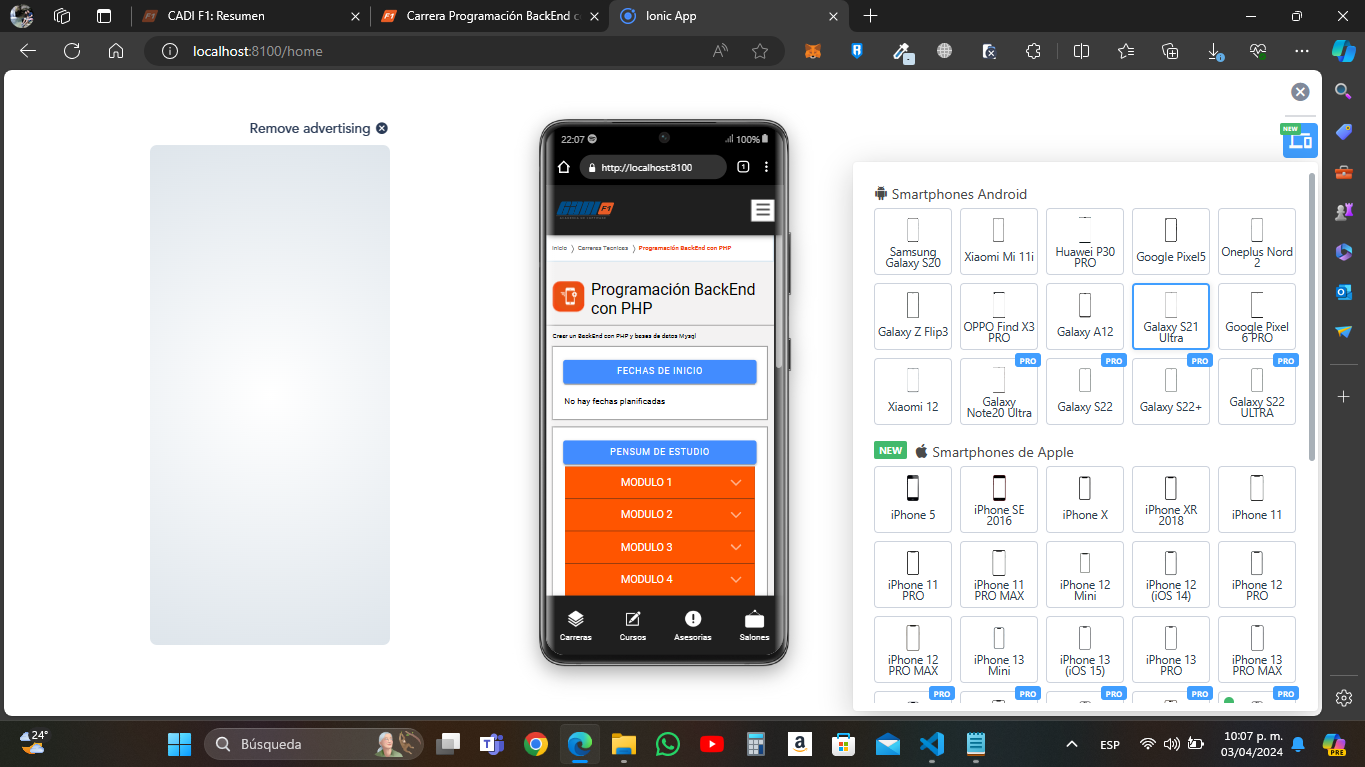 CADI F1: Resumen
Carrera Programación BackEnd c
Ionic App
localhost:8100/home
Remove advertising
22:07
100%
http://localhost:8100
1
CADI F1
Inicio
Carreras Tecnicas
Programación BackEnd con PHP
Programación BackEnd
con PHP
Crear un BackEnd con PHP y bases de datos Mysql
FECHAS DE INICIO
No hay fechas planificadas
PENSUM DE ESTUDIO
MODULO 1
MODULO 2
MODULO 3
MODULO 4
Carreras
Cursos
Asesorias
Salones
NEW
Smartphones Android
Samsung
Galaxy S20
Xiaomi Mi 11i
Huawei P30
PRO
Google Pixel5
Oneplus Nord
2
Galaxy Z Flip3
OPPO Find X3
PRO
Galaxy A12
Galaxy S21
Ultra
Google Pixel
6 PRO
Xiaomi 12
PRO
Galaxy
Note20 Ultra
PRO
Galaxy S22
PRO
Galaxy S22+
PRO
Galaxy S22
ULTRA
NEW
Smartphones de Apple
iPhone 5
iPhone SE
2016
iPhone X
iPhone XR
2018
iPhone 11
iPhone 11
PRO
iPhone 11
PRO MAX
iPhone 12
Mini
iPhone 12
(iOS 14)
iPhone 12
PRO
iPhone 12
PRO MAX
iPhone 13
Mini
iPhone 13
(iOS 15)
iPhone 13
PRO
iPhone 13
PRO MAX
PRO
PRO
PRO
PRO
PRO
24°
Búsqueda
ESP
10:07 p. m.
03/04/2024
PRE